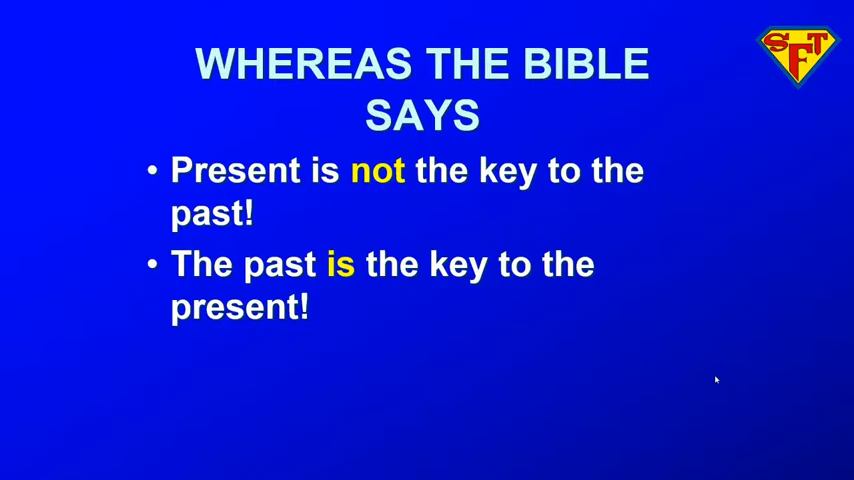 WHEREAS THE BIBLE
SAYS
SFT
• Present is not the key to the
past!
• The past is the key to the
present!